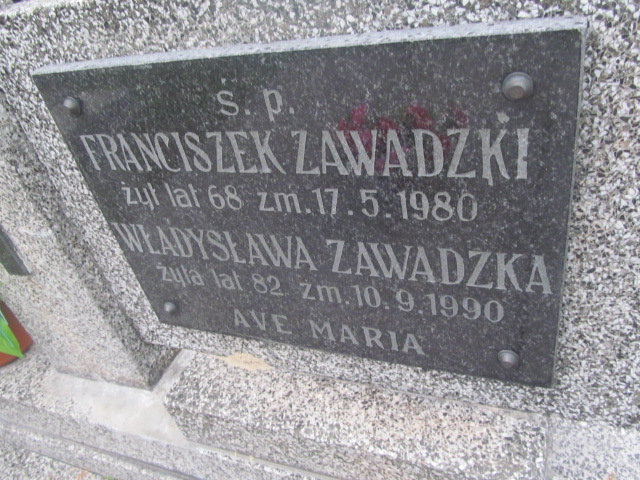 ś. p.
FRANCISZEK ZAWADZKI
żył lat 68 zm. 17. 5. 1980
WŁADYSŁAWA ZAWADZKA
żyła lat 82 zm. 10. 9. 1990
AVE MARIA